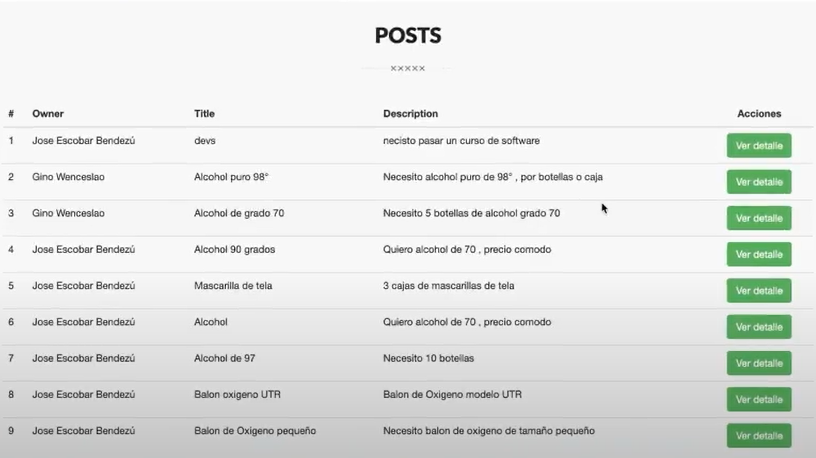 POSTS
×××××
# Owner Title Description Acciones
1 Jose Escobar Bendezú devs necisto pasar un curso de software Ver detalle
2 Gino Wenceslao Alcohol puro 98° Necesito alcohol puro de 98° , por botellas o caja Ver detalle
3 Gino Wenceslao Alcohol de grado 70 Necesito 5 botellas de alcohol grado 70 Ver detalle
4 Jose Escobar Bendezú Alcohol 90 grados Quiero alcohol de 70 , precio comodo Ver detalle
5 Jose Escobar Bendezú Mascarilla de tela 3 cajas de mascarillas de tela Ver detalle
6 Jose Escobar Bendezú Alcohol Quiero alcohol de 70 , precio comodo Ver detalle
7 Jose Escobar Bendezú Alcohol de 97 Necesito 10 botellas Ver detalle
8 Jose Escobar Bendezú Balon oxigeno UTR Balon de Oxigeno modelo UTR Ver detalle
9 Jose Escobar Bendezú Balon de Oxigeno pequeño Necesito balon de oxigeno de tamaño pequeño Ver detalle